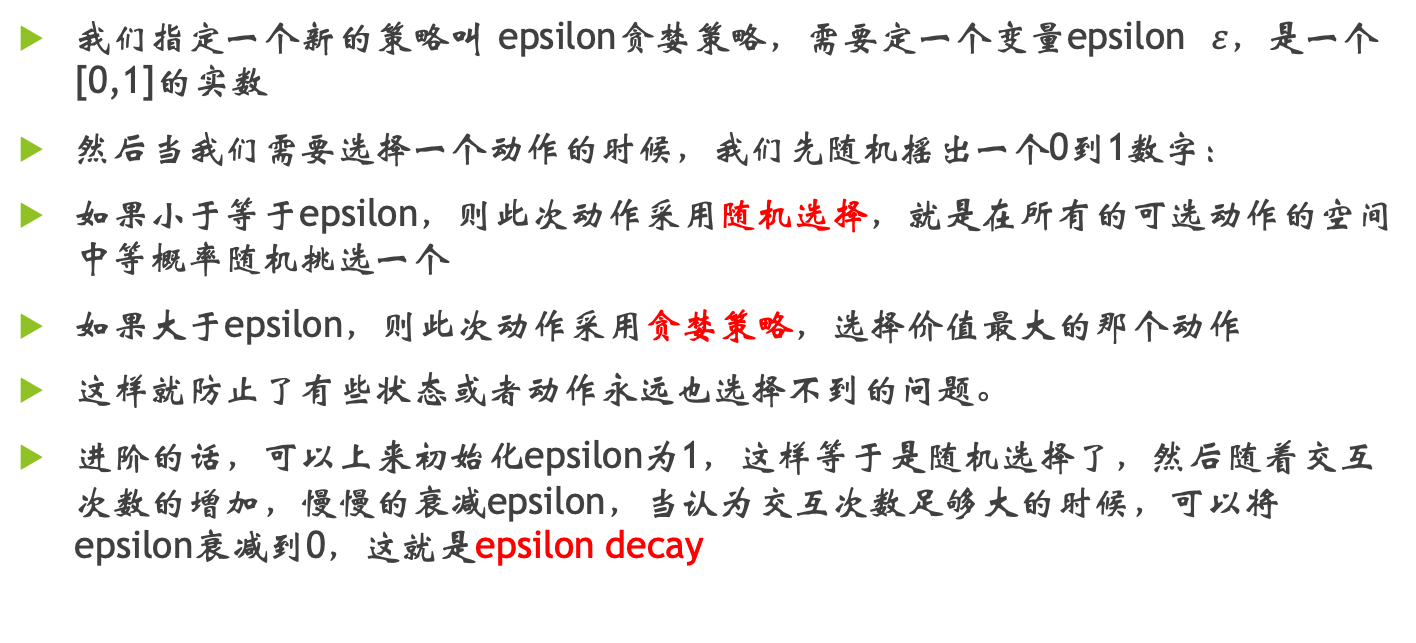 我们指定一个新的策略叫 epsilon贪婪策略，需要定一个变量epsilon ε，是一个
[0,1]的实数
然后当我们需要选择一个动作的时候，我们先随机摇出一个0到1数字：
如果小于等于epsilon，则此次动作采用随机选择，就是在所有的可选动作的空间
中等概率随机挑选一个
如果大于epsilon，则此次动作采用贪婪策略，选择价值最大的那个动作
这样就防止了有些状态或者动作永远也选择不到的问题。
进阶的话，可以上来初始化epsilon为1，这样等于是随机选择了，然后随着交互
次数的增加，慢慢的衰减epsilon，当认为交互次数足够大的时候，可以将
epsilon衰减到0，这就是epsilon decay